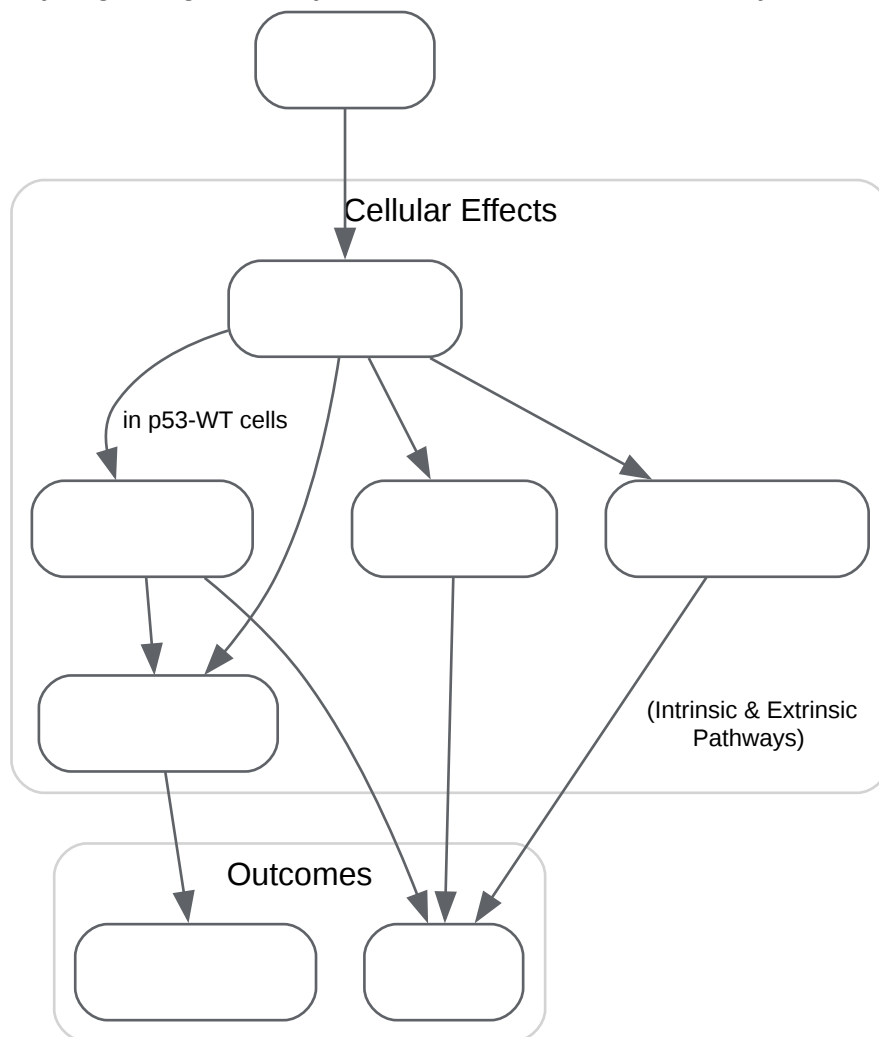 Cellular Effects
in p53-WT cells
(Intrinsic & Extrinsic
Pathways)
Outcomes